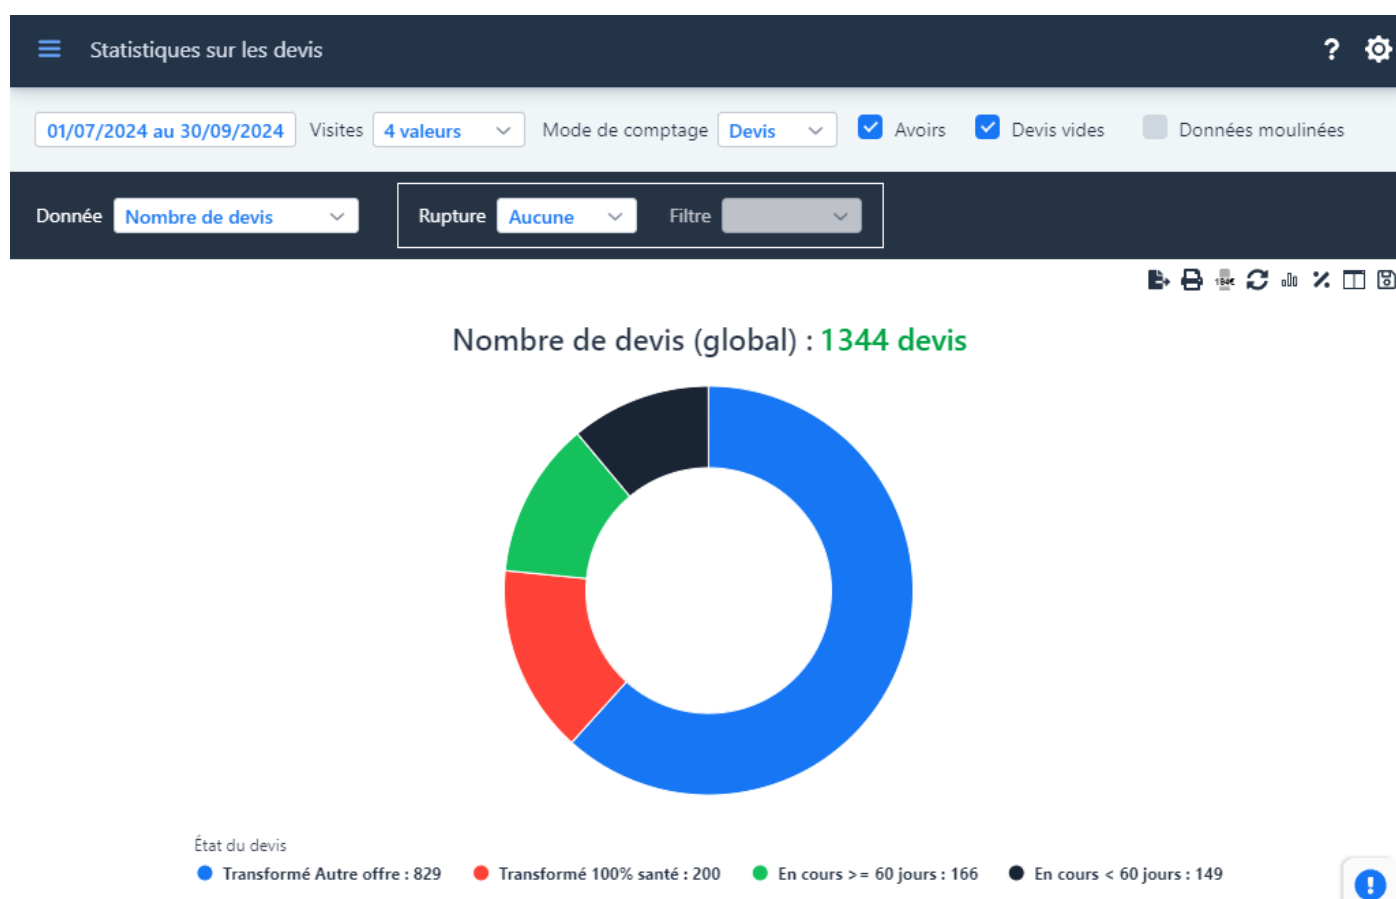 Statistiques sur les devis ?
01/07/2024 au 30/09/2024 Visites 4 valeurs Mode de comptage Devis Avoirs Devis vides Données moulinées
Donnée Nombre de devis Rupture Aucune Filtre
Nombre de devis (global) : 1344 devis
État du devis
Transformé Autre offre : 829 Transformé 100% santé : 200 En cours >= 60 jours : 166 En cours < 60 jours : 149